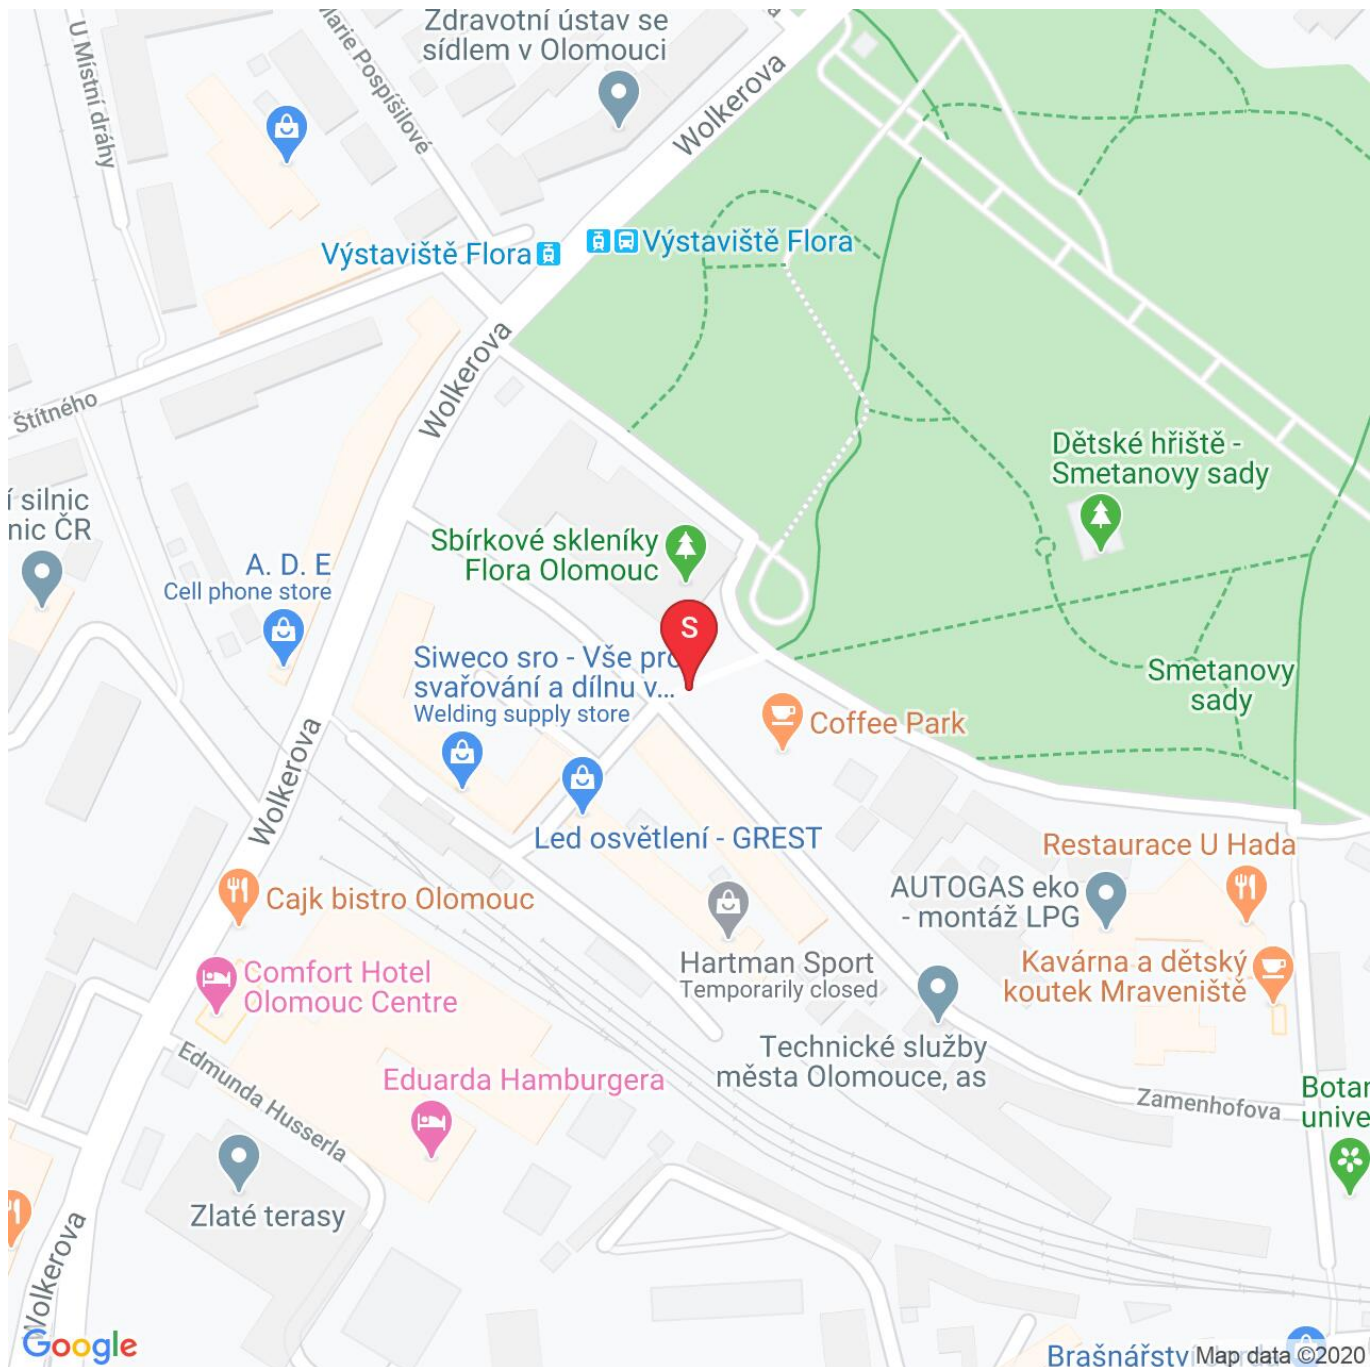 U Místní dráhy
Marie Pospíšilové
Zdravotní ústav se
sídlem v Olomouci
Wolkerova
Výstaviště Flora
Výstaviště Flora
Wolkerova
Štítného
Dětské hřiště -
Smetanovy sady
í silnic
nic ČR
Sbírkové skleníky
Flora Olomouc
A. D. E
Cell phone store
S
Siweco sro - Vše pro
svařování a dílnu v...
Welding supply store
Smetanovy
sady
Coffee Park
Wolkerova
Led osvětlení - GREST
Restaurace U Hada
AUTOGAS eko
- montáž LPG
Cajk bistro Olomouc
Hartman Sport
Temporarily closed
Kavárna a dětský
koutek Mraveniště
Comfort Hotel
Olomouc Centre
Technické služby
města Olomouce, as
Edmunda Husserla
Eduarda Hamburgera
Zamenhofova
Botan
unive
Zlaté terasy
Wolkerova
Google
Brašnářství
Map data ©2020